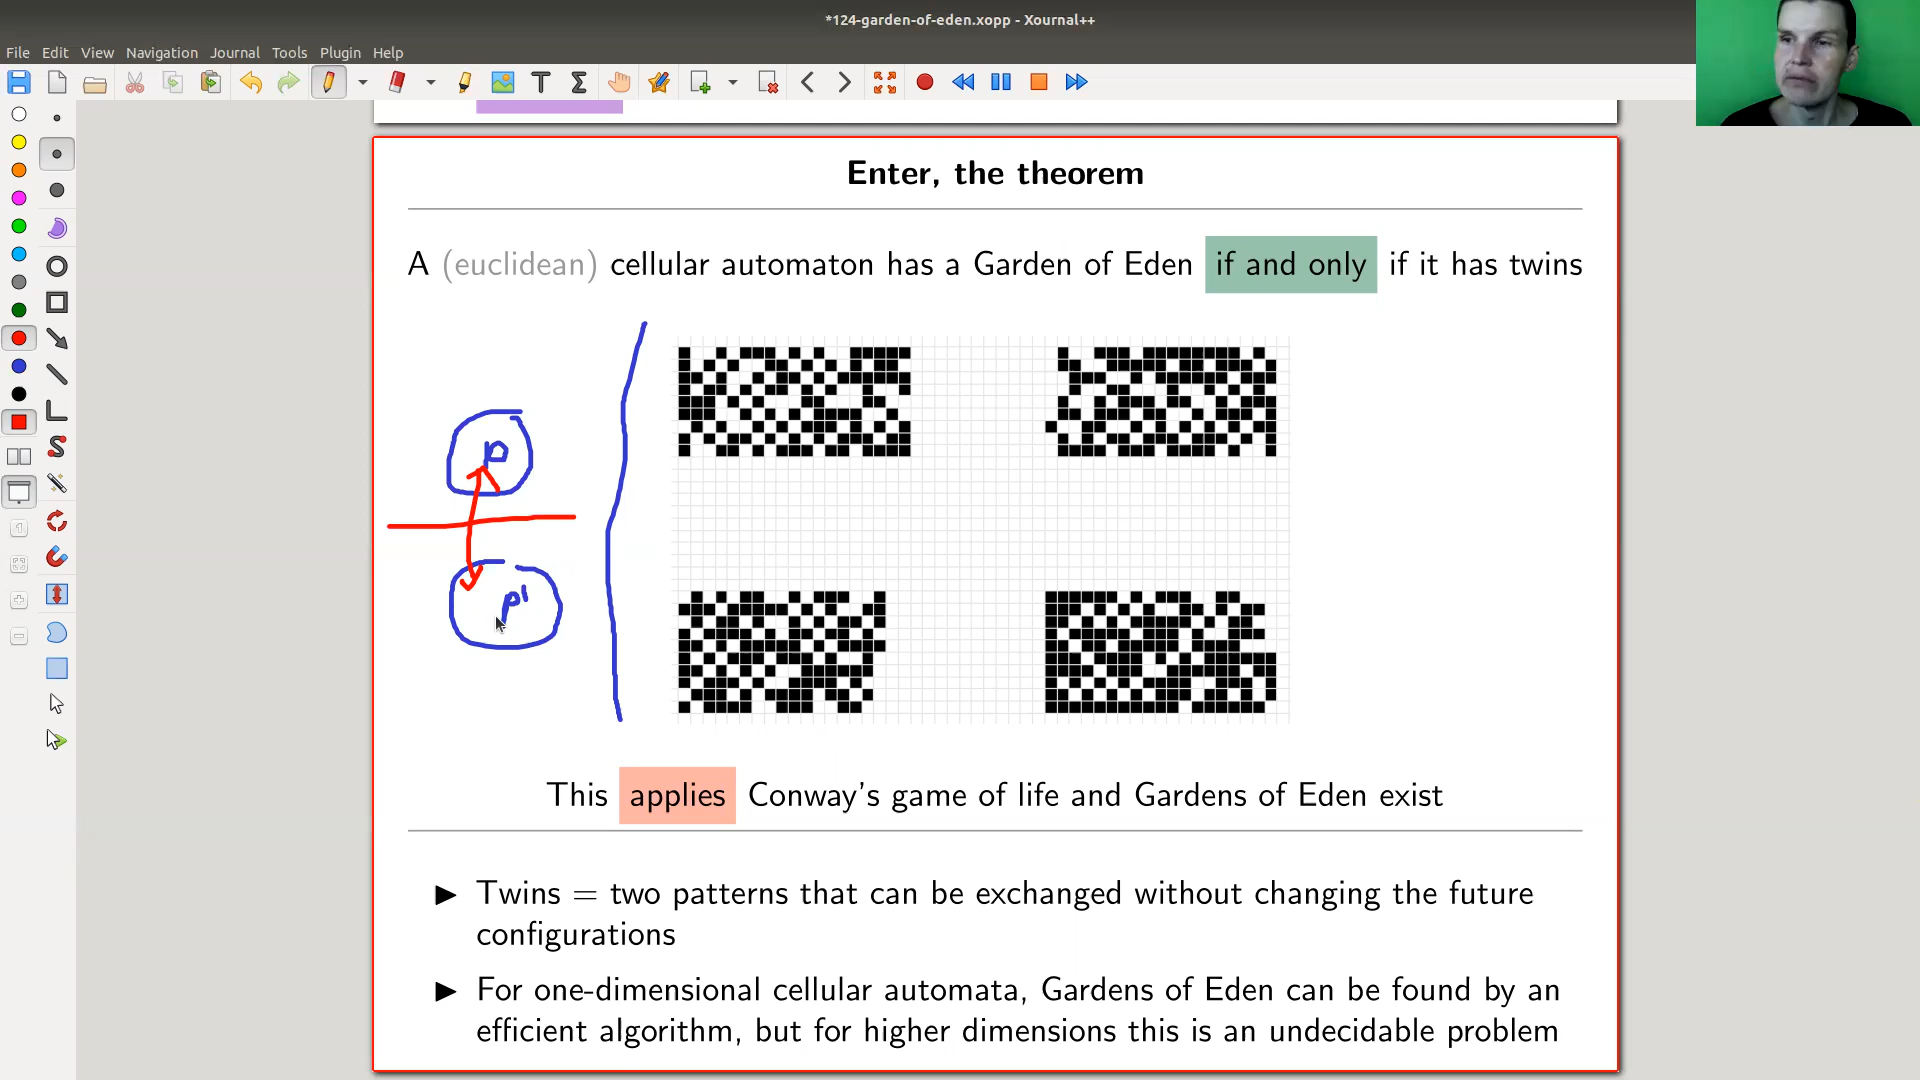 *124-garden-of-eden.xopp - Xournal++
File Edit View Navigation Journal Tools Plugin Help
Enter, the theorem
A (euclidean) cellular automaton has a Garden of Eden if and only if it has twins
p
p'
This applies Conway's game of life and Gardens of Eden exist
▶ Twins = two patterns that can be exchanged without changing the future
configurations
▶ For one-dimensional cellular automata, Gardens of Eden can be found by an
efficient algorithm, but for higher dimensions this is an undecidable problem